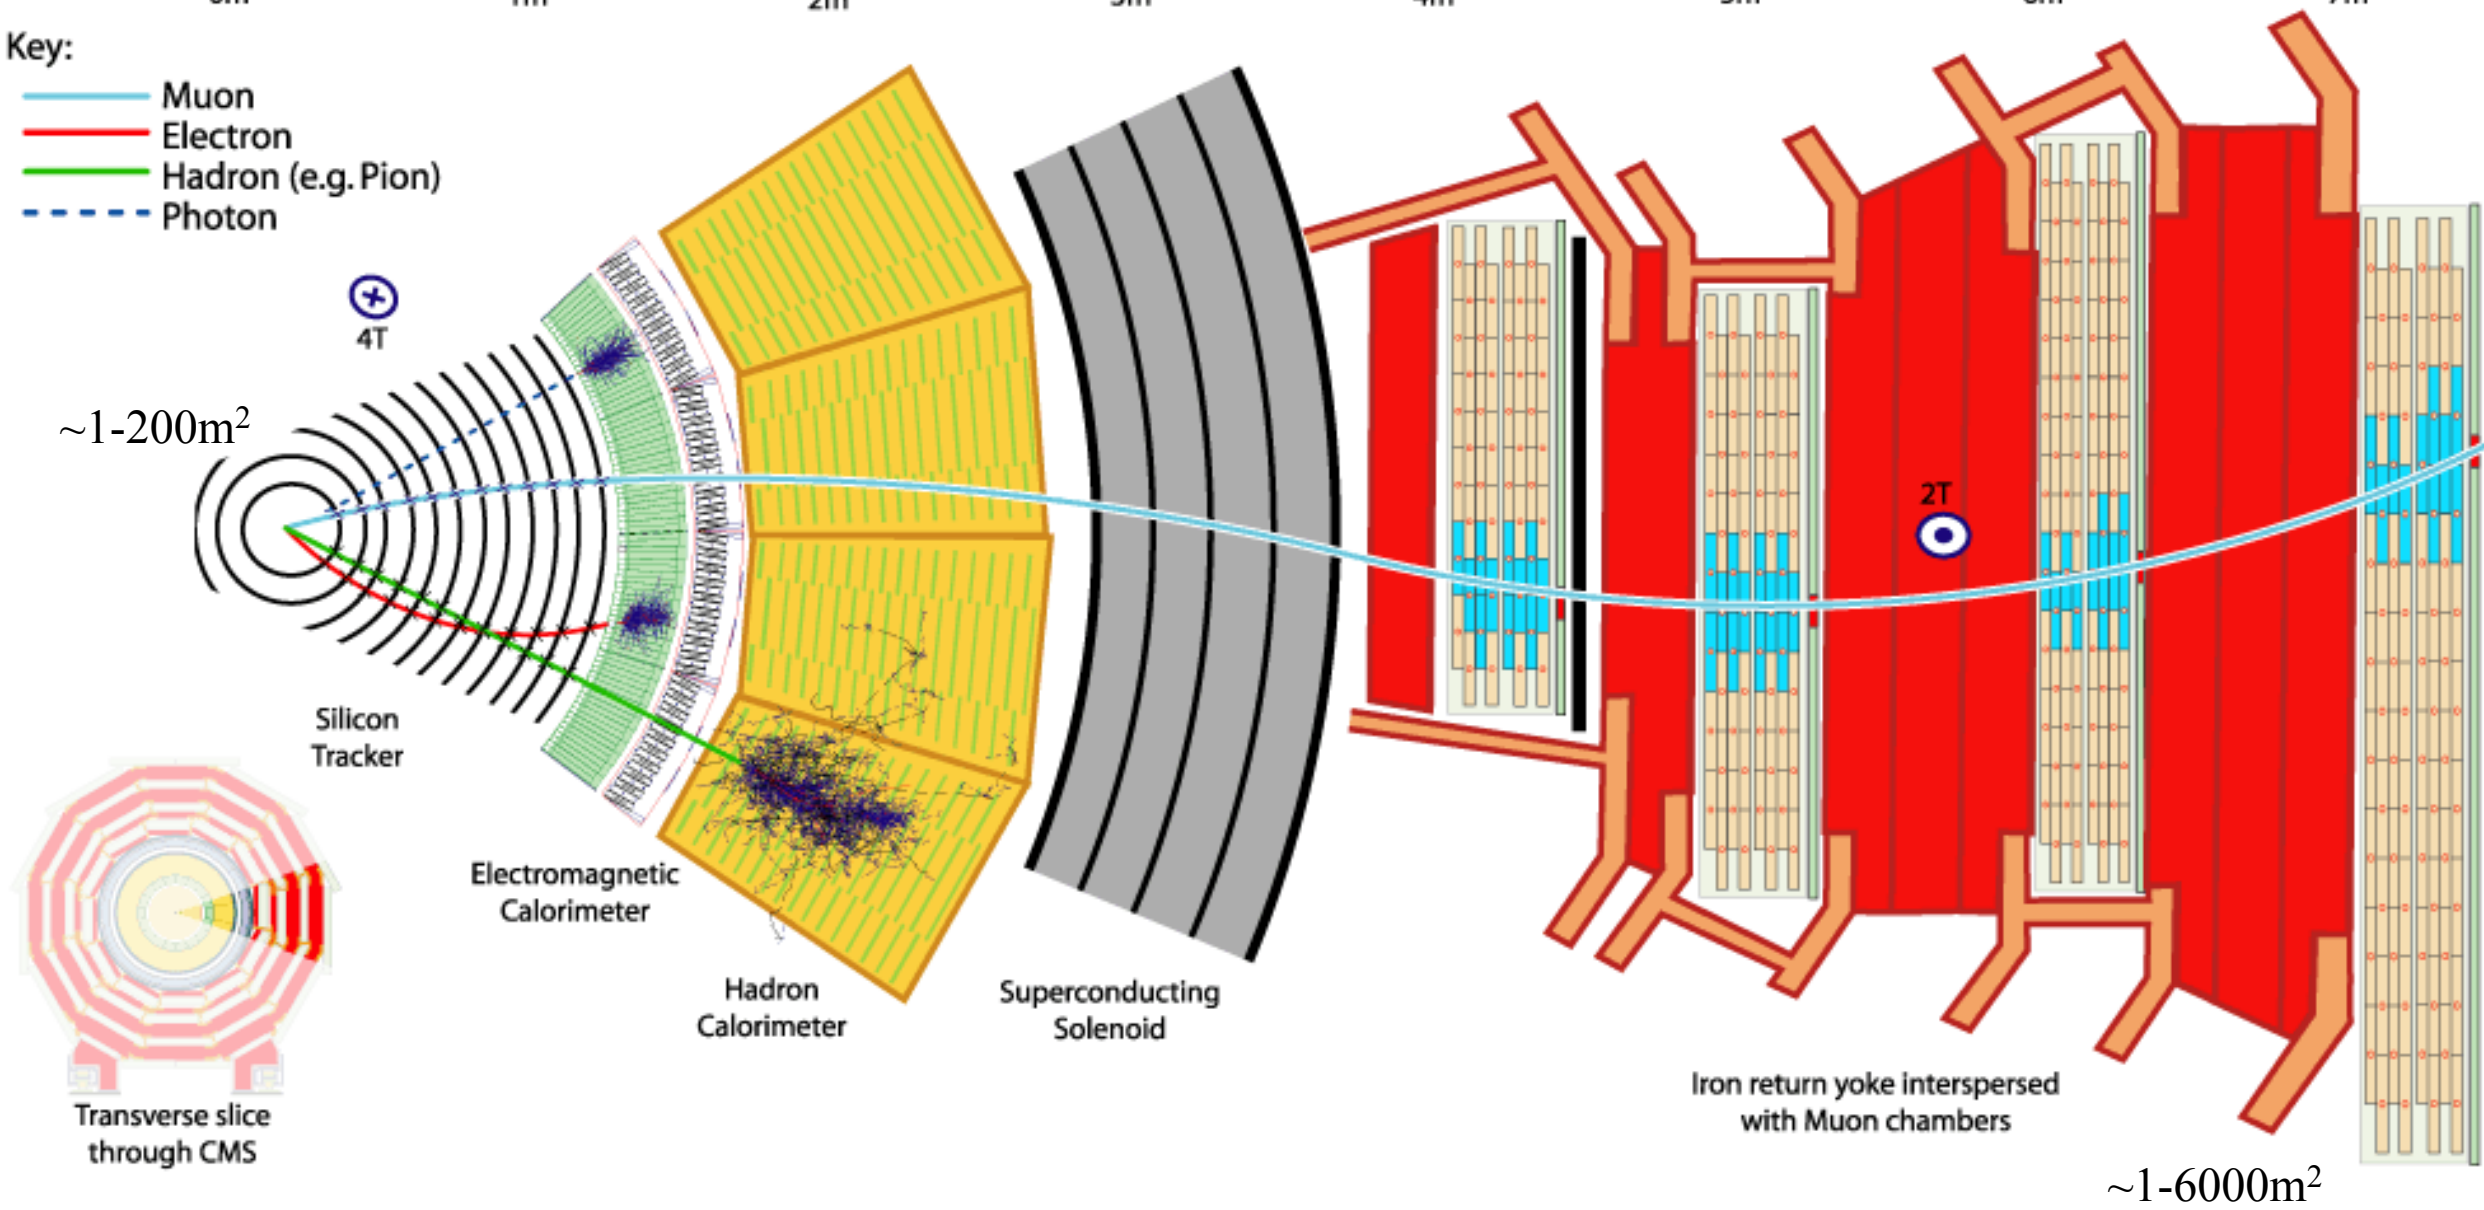 2m
Key:
Muon
Electron
Hadron (e.g. Pion)
Photon
4T
~1-200m²
2T
Silicon
Tracker
Electromagnetic
Calorimeter
Hadron
Calorimeter
Superconducting
Solenoid
Iron return yoke interspersed
with Muon chambers
Transverse slice
through CMS
~1-6000m²